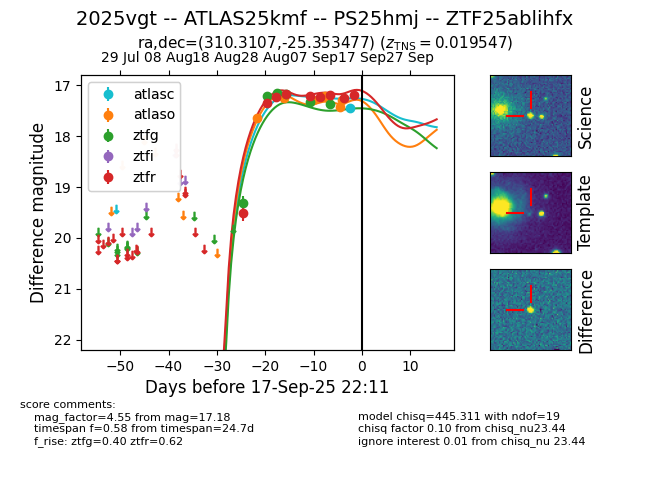 2025vgt -- ATLAS25kmf -- PS25hmj -- ZTF25ablihfx
ra,dec=(310.3107,-25.353477) (z_TNS = 0.019547)
29 Jul 08 Aug18 Aug28 Aug07 Sep17 Sep27 Sep
17
18
19
20
21
22
Difference magnitude
atlasc
atlaso
ztfg
ztfi
ztfr
−50 −40 −30 −20 −10 0 10
Days before 17-Sep-25 22:11
Science
Template
Difference
score comments:
mag_factor=4.55 from mag=17.18
timespan f=0.58 from timespan=24.7d
f_rise: ztfg=0.40 ztfr=0.62
model chisq=445.311 with ndof=19
chisq factor 0.10 from chisq_nu23.44
ignore interest 0.01 from chisq_nu 23.44